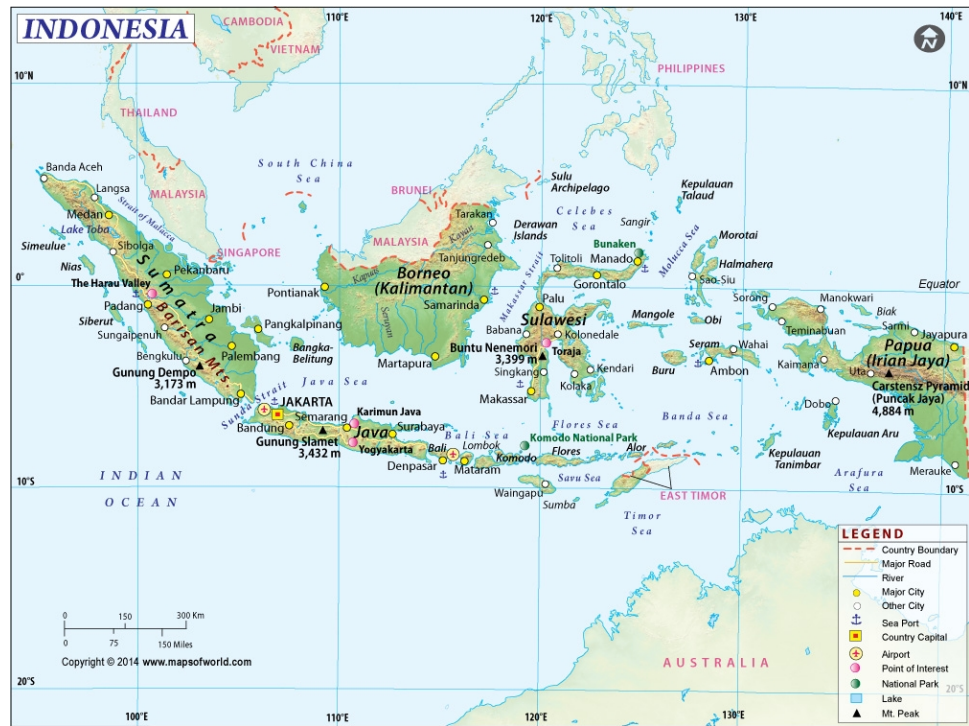 INDONESIA
110°E
120°E
130°E
140°E
N
CAMBODIA
VIETNAM
PHILIPPINES
10°N
10°N
THAILAND
South China
Sea
MALAYSIA
BRUNEI
Sulu
Archipelago
Banda Aceh
Langsa
Strait of Malacca
Medan
Lake Toba
Simeulue
Sibolga
SINGAPORE
Nias
Tarakan
Kayan
MALAYSIA
Derawan
Islands
Tanjungredeb
Celebes
Sea
Kepulauan
Talaud
Sangir
Bunaken
Manado
Morotai
Molucca Sea
Halmahera
Sao-Siu
0°
Equator
The Harau Valley
Pekanbaru
Sumatra
Padang
Siberut
Barisan Mts.
Jambi
Sungaipenuh
Pangkalpinang
Bengkulu
Palembang
Bangka-
Belitung
Gunung Dempo
3,173 m
Bandar Lampung
Pontianak
Kapuas
Borneo
(Kalimantan)
Samarinda
Martapura
Makassar Strait
Tolitoli
Gorontalo
Palu
Sulawesi
Babana
Kolonedale
Buntu Nenemori
3,399 m
Toraja
Singkang
Kendari
Kolaka
Makassar
Mangole
Obi
Seram
Wahai
Buru
Ambon
Sorong
Manokwari
Biak
Teminabuan
Sarmi
Jayapura
Papua
(Irian Jaya)
Kaimana
Uta
Carstensz Pyramid
(Puncak Jaya)
4,884 m
Dobo
Kepulauan Aru
Java Sea
Sunda Strait
JAKARTA
Semarang
Karimun Java
Bandung
Java
Surabaya
Gunung Slamet
3,432 m
Yogyakarta
Bali Sea
Bali
Lombok
Denpasar
Mataram
Komodo National Park
Komodo
Flores
Flores Sea
Banda Sea
Alor
Savu Sea
Waingapu
Sumba
EAST TIMOR
Timor
Sea
Kepulauan
Tanimbar
Arafura
Sea
Merauke
INDIAN
OCEAN
10°S
10°S
AUSTRALIA
0 150 300 Km
0 75 150 Miles
Copyright © 2014 www.mapsofworld.com
20°S
20°S
100°E
110°E
120°E
130°E
LEGEND
Country Boundary
Major Road
River
Major City
Other City
Sea Port
Country Capital
Airport
Point of Interest
National Park
Lake
Mt. Peak